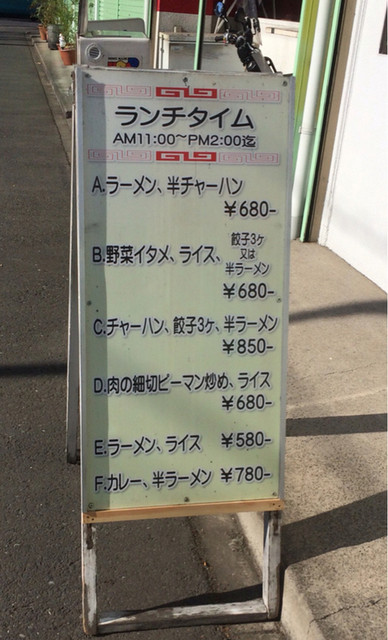 ランチタイム
AM11:00〜PM2:00迄
A.ラーメン、半チャーハン
￥680-
B.野菜イタメ、ライス、餃子3ヶ又は半ラーメン
￥680-
C.チャーハン、餃子3ヶ、半ラーメン
￥850-
D.肉の細切ピーマン炒め、ライス
￥680-
E.ラーメン、ライス ￥580-
F.カレー、半ラーメン ￥780-